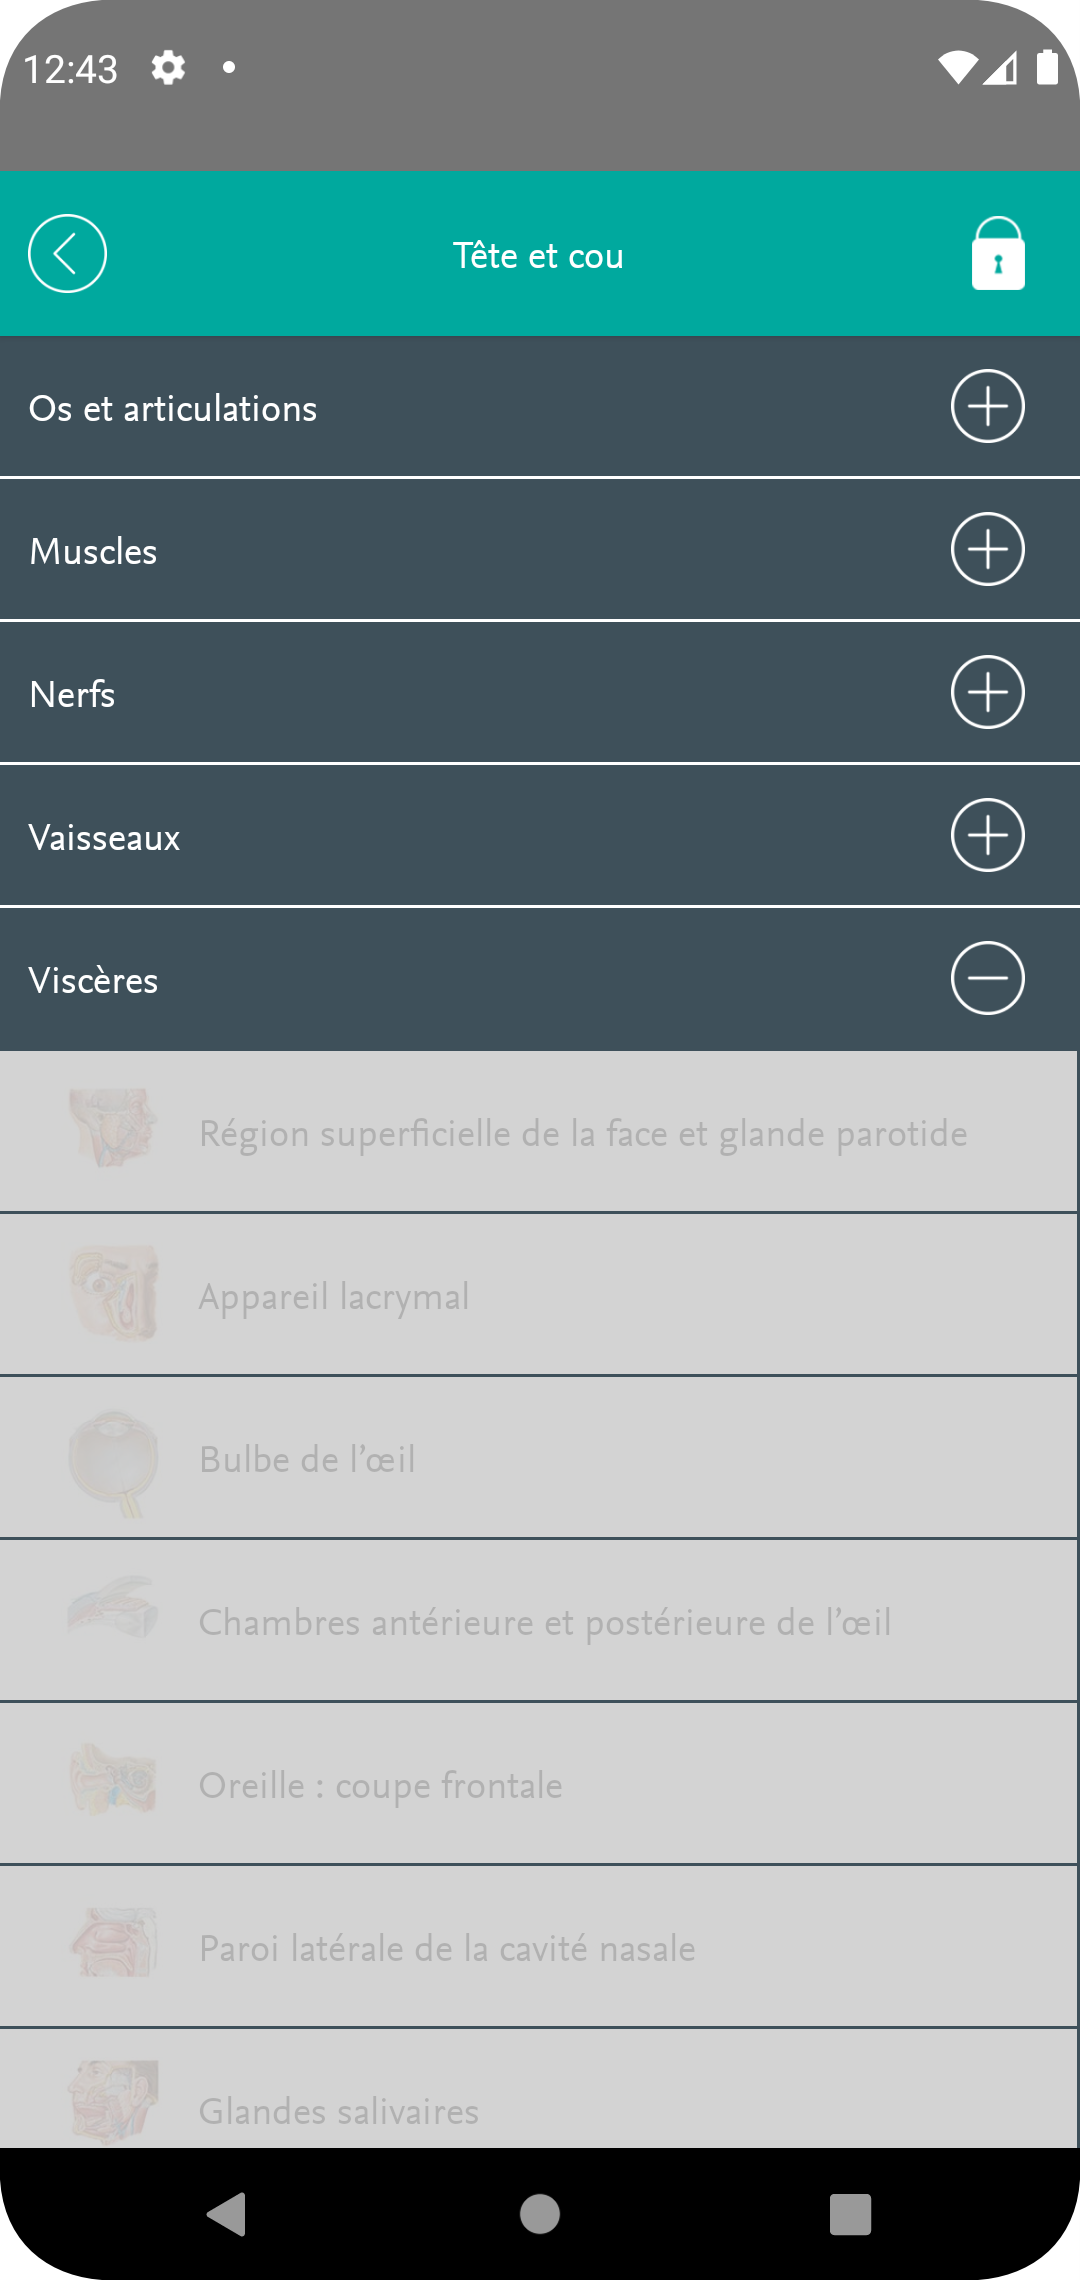 12:43
Tête et cou
Os et articulations
Muscles
Nerfs
Vaisseaux
Viscères
Région superficielle de la face et glande parotide
Appareil lacrymal
Bulbe de l’œil
Chambres antérieure et postérieure de l’œil
Oreille : coupe frontale
Paroi latérale de la cavité nasale
Glandes salivaires